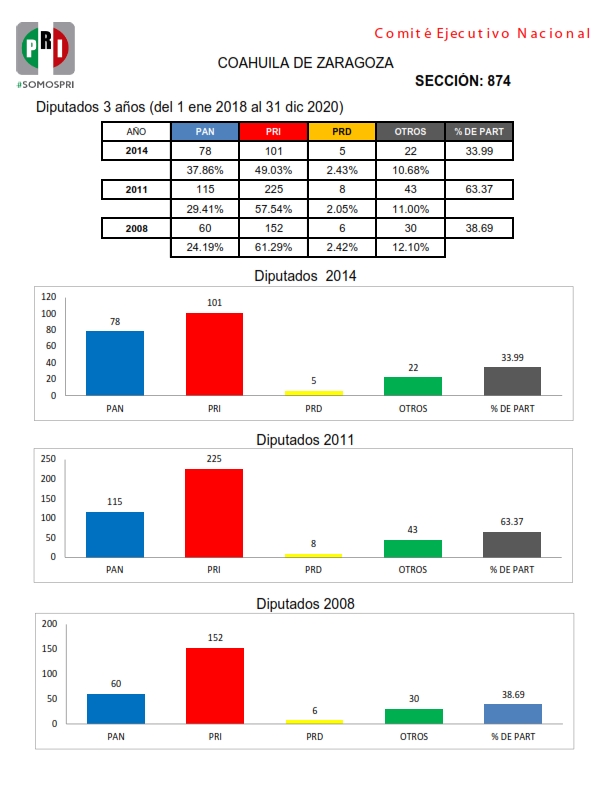 Comité Ejecutivo Nacional
PRI
#SOMOSPRI
COAHUILA DE ZARAGOZA
SECCIÓN: 874
Diputados 3 años (del 1 ene 2018 al 31 dic 2020)
AÑO PAN PRI PRD OTROS % DE PART
2014 78 101 5 22 33.99
37.86% 49.03% 2.43% 10.68%
2011 115 225 8 43 63.37
29.41% 57.54% 2.05% 11.00%
2008 60 152 6 30 38.69
24.19% 61.29% 2.42% 12.10%
Diputados 2014
120
100
80
60
40
20
0
78
101
5
22
33.99
PAN PRI PRD OTROS % DE PART
Diputados 2011
250
200
150
100
50
0
115
225
8
43
63.37
PAN PRI PRD OTROS % DE PART
Diputados 2008
200
150
100
50
0
60
152
6
30
38.69
PAN PRI PRD OTROS % DE PART